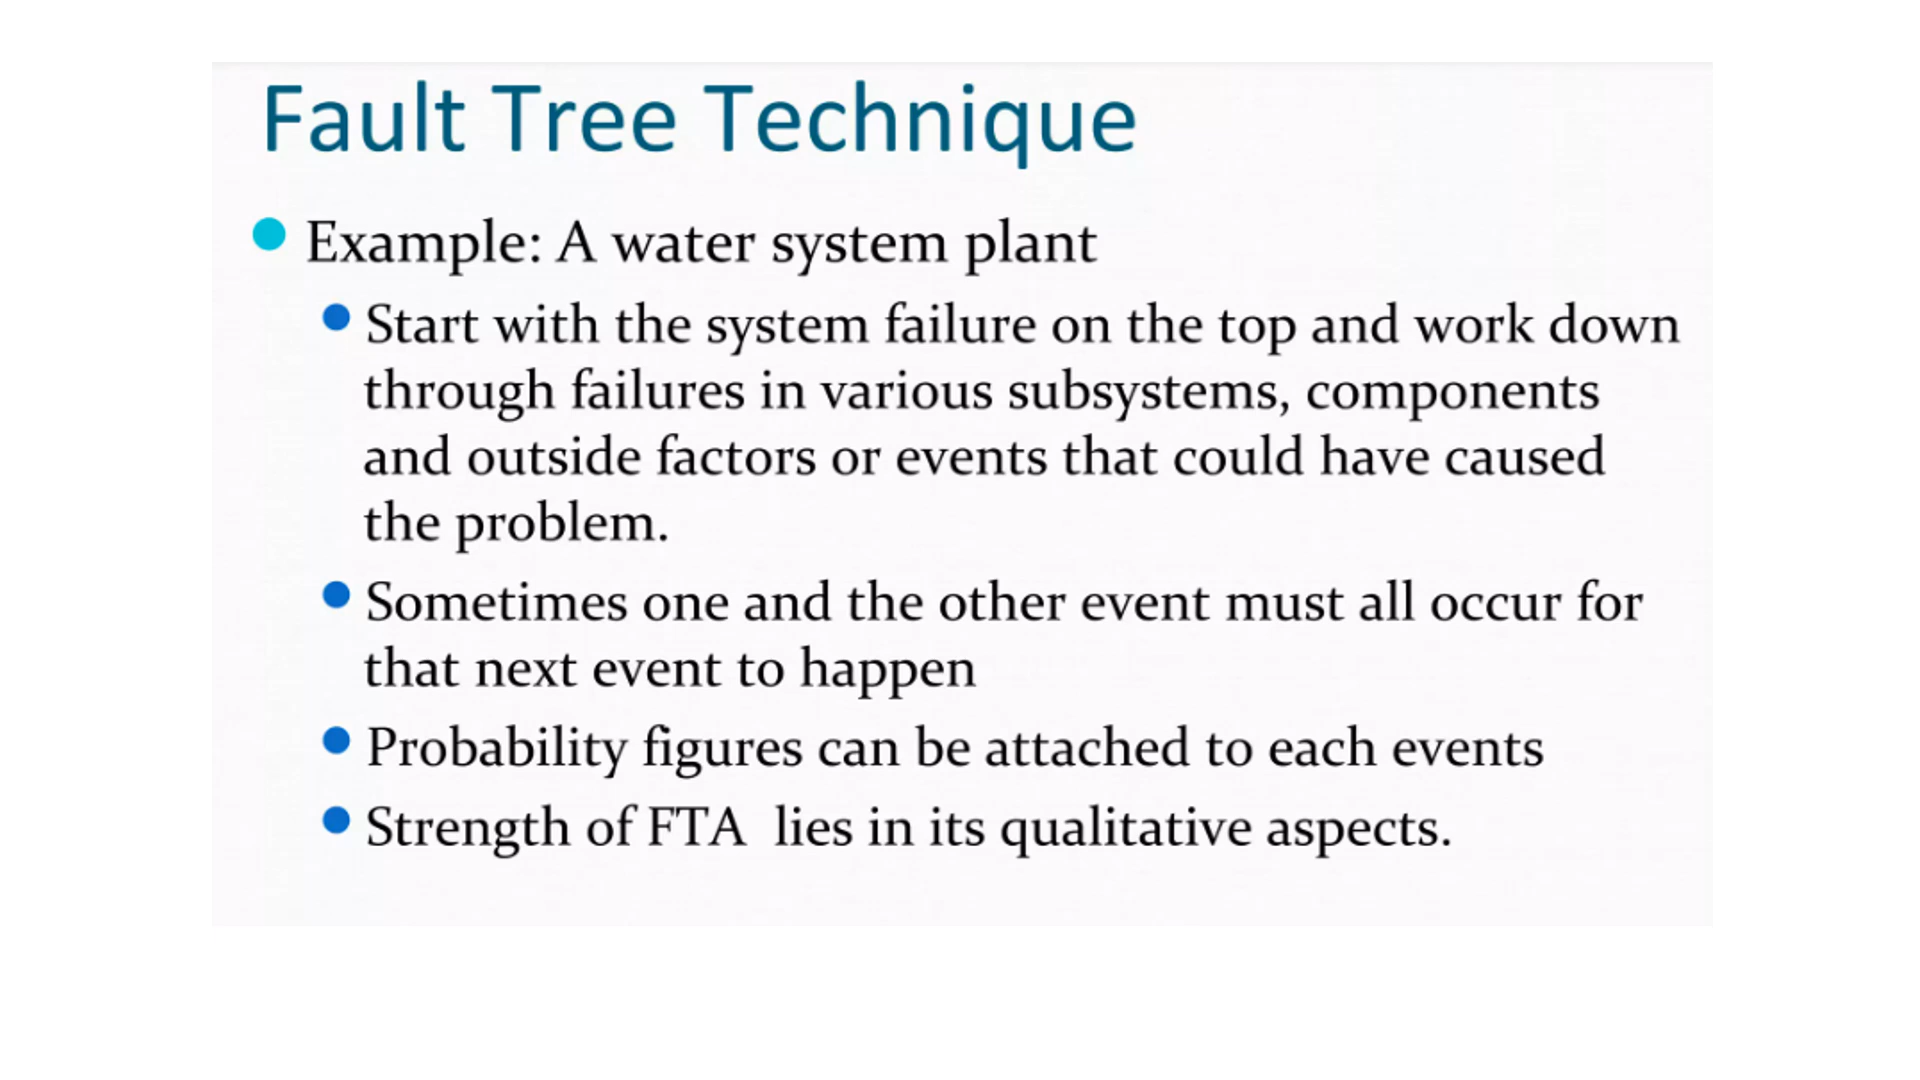 Fault Tree Technique
Example: A water system plant
Start with the system failure on the top and work down
through failures in various subsystems, components
and outside factors or events that could have caused
the problem.
Sometimes one and the other event must all occur for
that next event to happen
Probability figures can be attached to each events
Strength of FTA lies in its qualitative aspects.